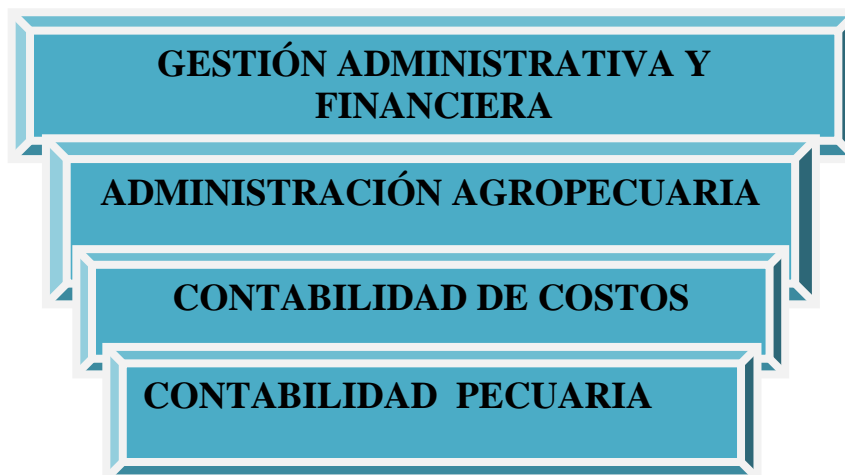 GESTIÓN ADMINISTRATIVA Y
FINANCIERA
ADMINISTRACIÓN AGROPECUARIA
CONTABILIDAD DE COSTOS
CONTABILIDAD PECUARIA